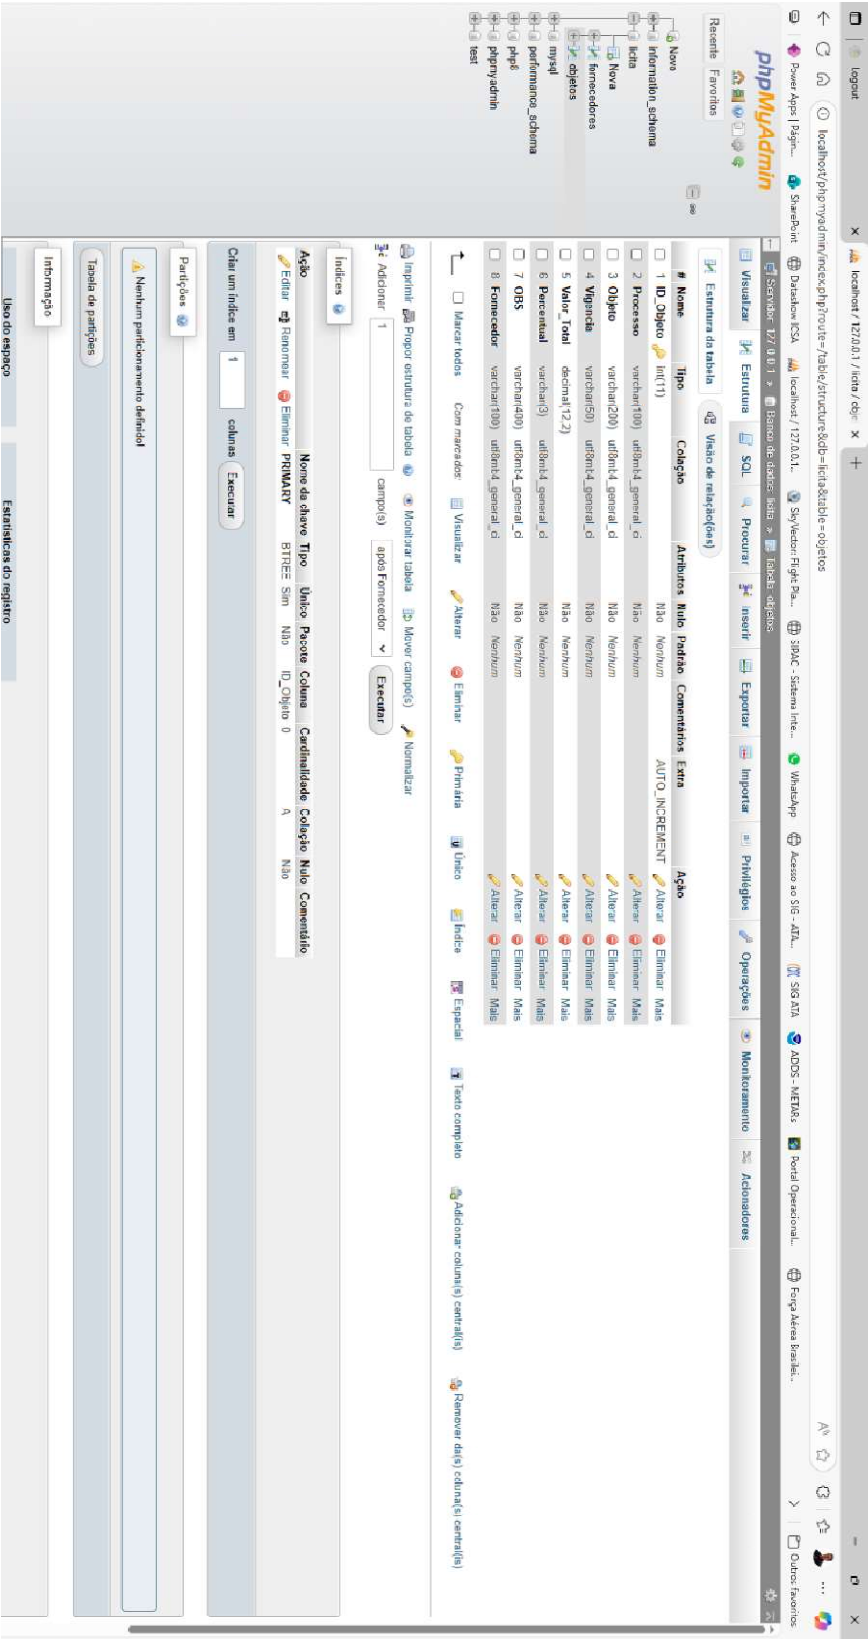 Logout
localhost / 127.0.0.1 / licita / obje
localhost/phpmyadmin/index.php?route=/table/structure&db=licita&table=objetos
Power Apps | Págin...
SharePoint
Datashow ICSA
localhost / 127.0.0.1...
SkyVector: Flight Pla...
SIPAC - Sistema Inte...
WhatsApp
Acesso ao SIG - ATA...
SIG ATA
ADDS - METARs
Portal Operacional...
Força Aérea Brasilei...
Outros favoritos
phpMyAdmin
Recente Favoritos
Nova
information_schema
licita
Nova
fornecedores
objetos
mysql
performance_schema
php8
phpmyadmin
test
Servidor: 127.0.0.1 » Banco de dados: licita » Tabela: objetos
Visualizar Estrutura SQL Procurar Inserir Exportar Importar Privilégios Operações Monitoramento Acionadores
Estrutura da tabela Visão de relação(ões)
# Nome Tipo Colação Atributos Nulo Padrão Comentários Extra Ação
1 ID_Objeto int(11) Não Nenhum AUTO_INCREMENT Alterar Eliminar Mais
2 Processo varchar(100) utf8mb4_general_ci Não Nenhum Alterar Eliminar Mais
3 Objeto varchar(200) utf8mb4_general_ci Não Nenhum Alterar Eliminar Mais
4 Vigencia varchar(50) utf8mb4_general_ci Não Nenhum Alterar Eliminar Mais
5 Valor_Total decimal(12,2) Não Nenhum Alterar Eliminar Mais
6 Percentual varchar(3) utf8mb4_general_ci Não Nenhum Alterar Eliminar Mais
7 OBS varchar(400) utf8mb4_general_ci Não Nenhum Alterar Eliminar Mais
8 Fornecedor varchar(100) utf8mb4_general_ci Não Nenhum Alterar Eliminar Mais
Marcar todos Com marcados: Visualizar Alterar Eliminar Primária Único Índice Espacial Texto completo Adicionar coluna(s) central(is) Remover da(s) coluna(s) central(is)
Imprimir Propor estrutura de tabela Monitorar tabela Mover campo(s) Normalizar
Adicionar 1 campo(s) após Fornecedor Executar
Índices
Ação Nome da chave Tipo Único Pacote Coluna Cardinalidade Colação Nulo Comentário
Editar Renomear Eliminar PRIMARY BTREE Sim Não ID_Objeto 0 A Não
Criar um índice em 1 colunas Executar
Partições
Nenhum particionamento definido!
Tabela de partições
Informação
Uso do espaço Estatísticas do registro